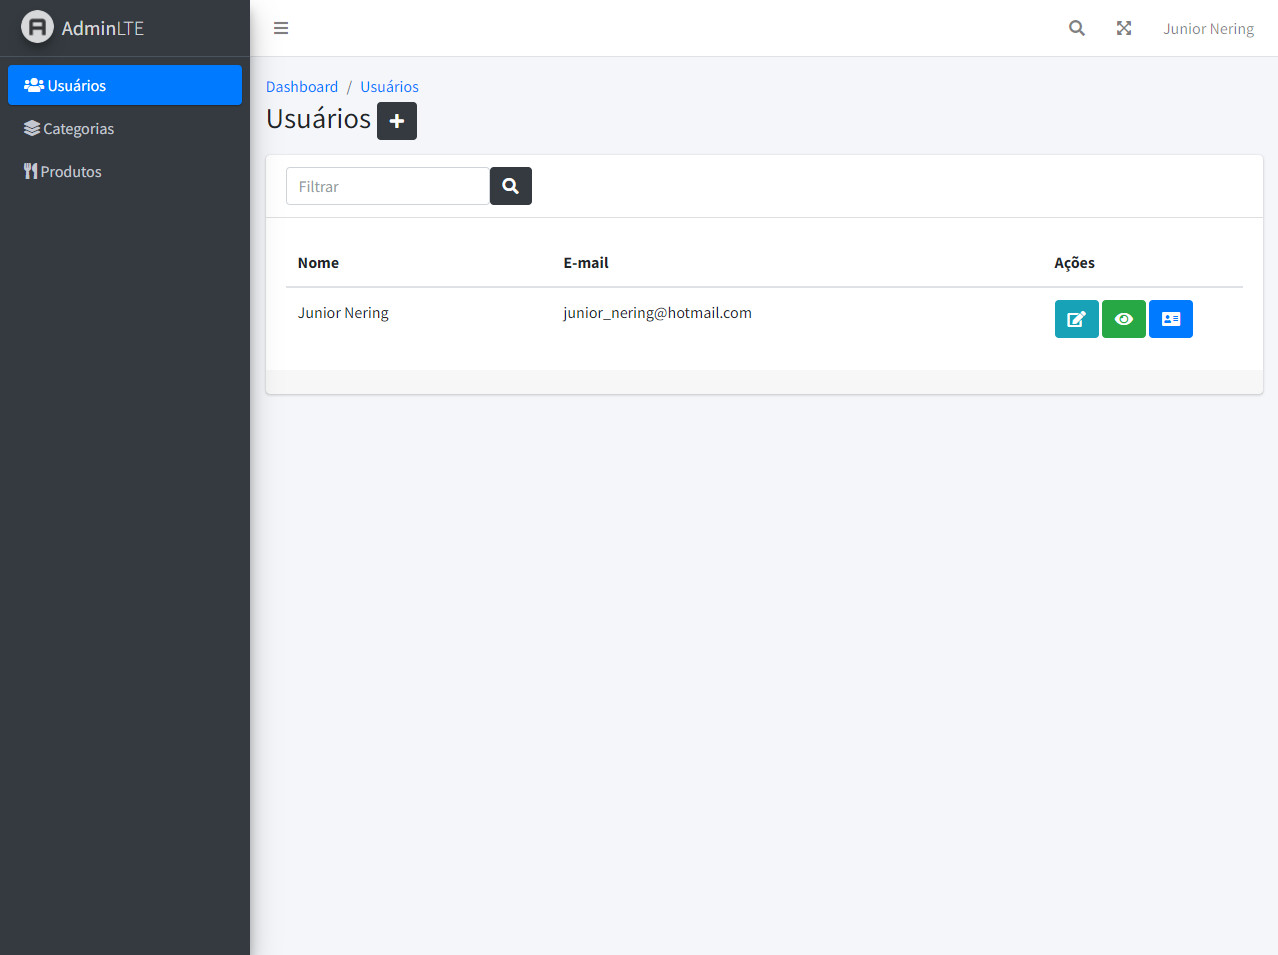 AdminLTE
Junior Nering
Usuários
Categorias
Produtos
Dashboard / Usuários
Usuários
Filtrar
Nome E-mail Ações
Junior Nering junior_nering@hotmail.com